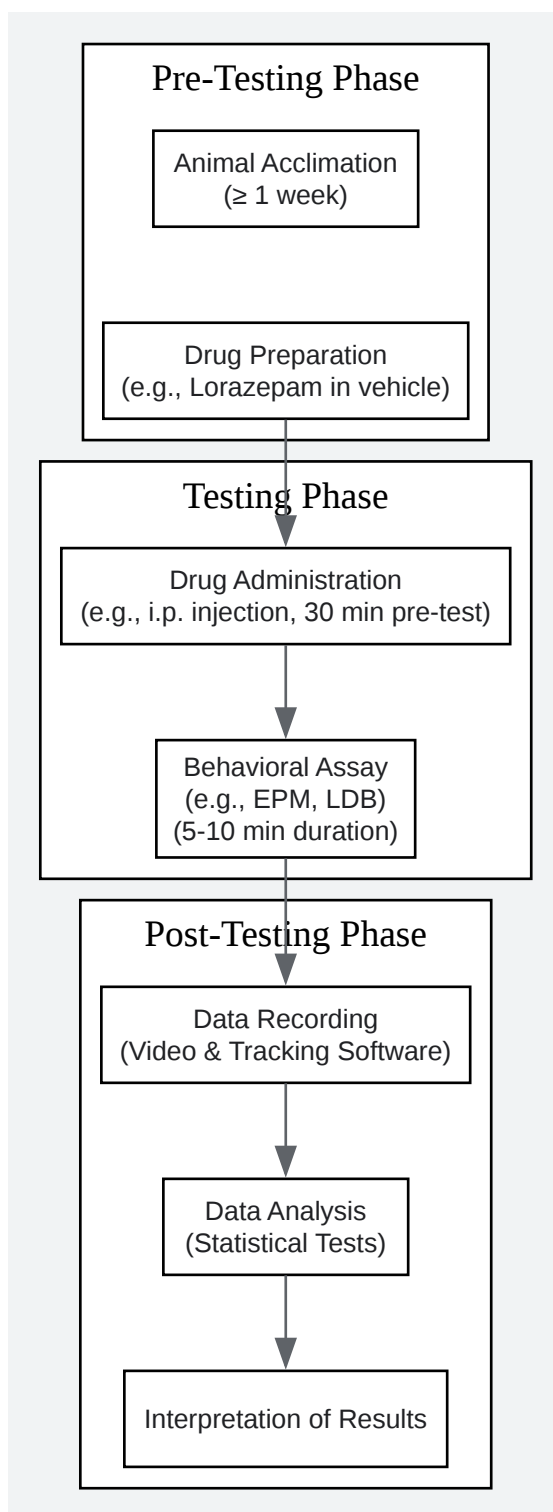 Pre-Testing Phase
Animal Acclimation
(≥ 1 week)
Drug Preparation
(e.g., Lorazepam in vehicle)
Testing Phase
Drug Administration
(e.g., i.p. injection, 30 min pre-test)
Behavioral Assay
(e.g., EPM, LDB)
(5-10 min duration)
Post-Testing Phase
Data Recording
(Video & Tracking Software)
Data Analysis
(Statistical Tests)
Interpretation of Results